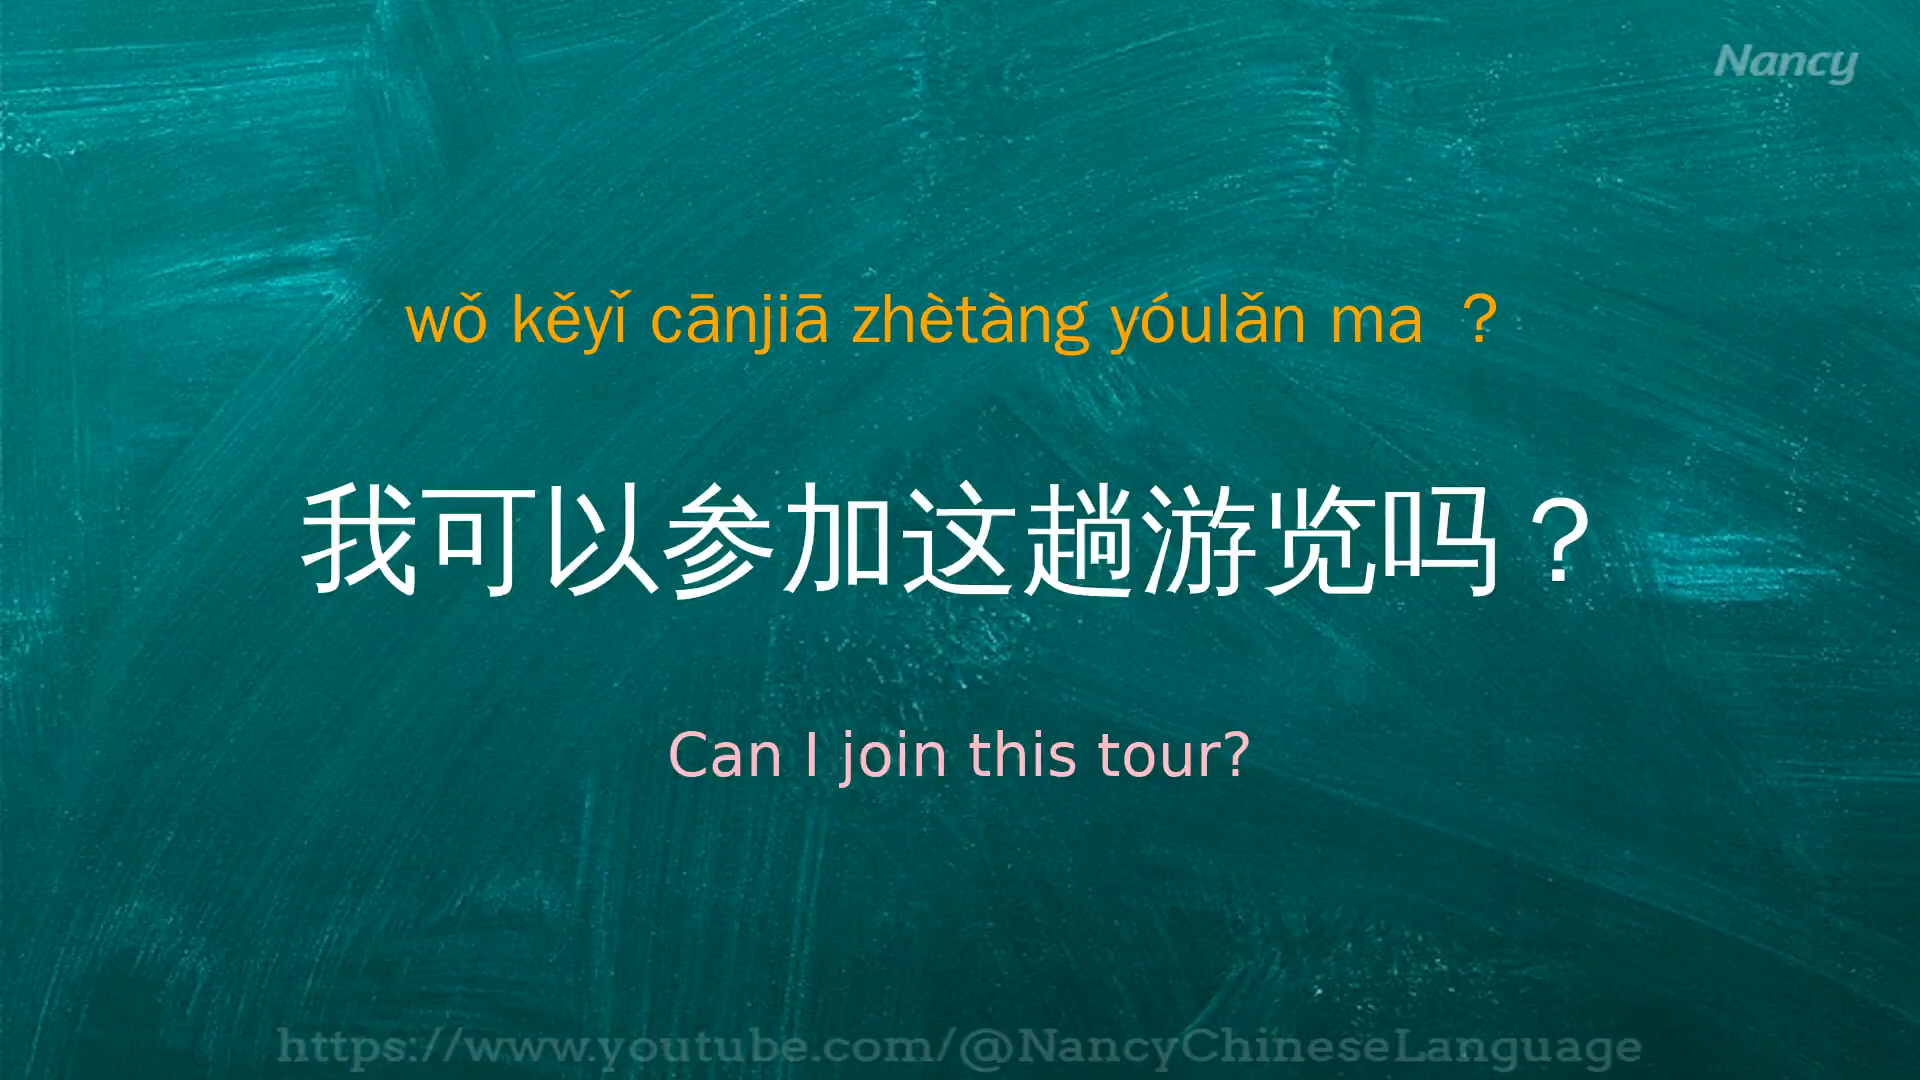 Nancy
wǒ kěyǐ cānjiā zhètàng yóulǎn ma ？
我可以参加这趟游览吗？
Can I join this tour?
https://www.youtube.com/@NancyChineseLanguage